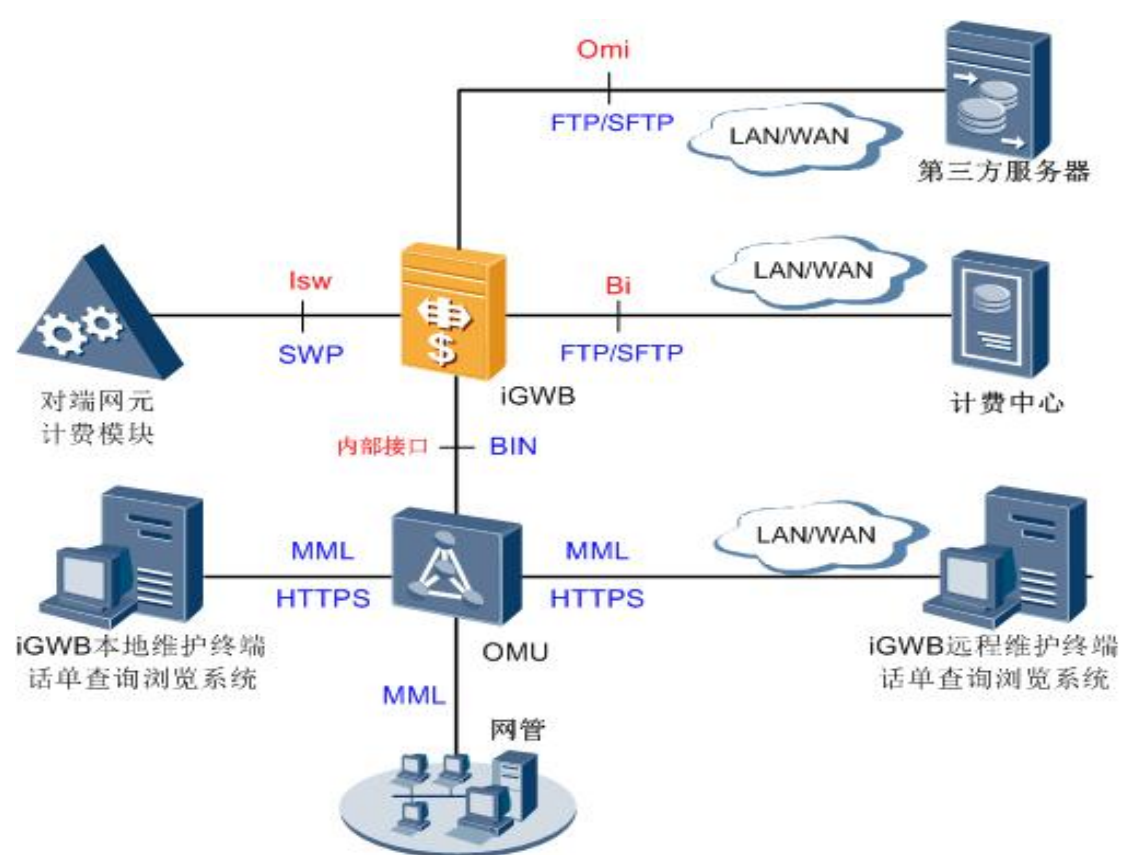 Omi
FTP/SFTP
LAN/WAN
第三方服务器
Isw
SWP
iGWB
$
Bi
FTP/SFTP
LAN/WAN
计费中心
对端网元
计费模块
内部接口
BIN
MML
HTTPS
MML
HTTPS
LAN/WAN
iGWB本地维护终端
话单查询浏览系统
OMU
iGWB远程维护终端
话单查询浏览系统
MML
网管